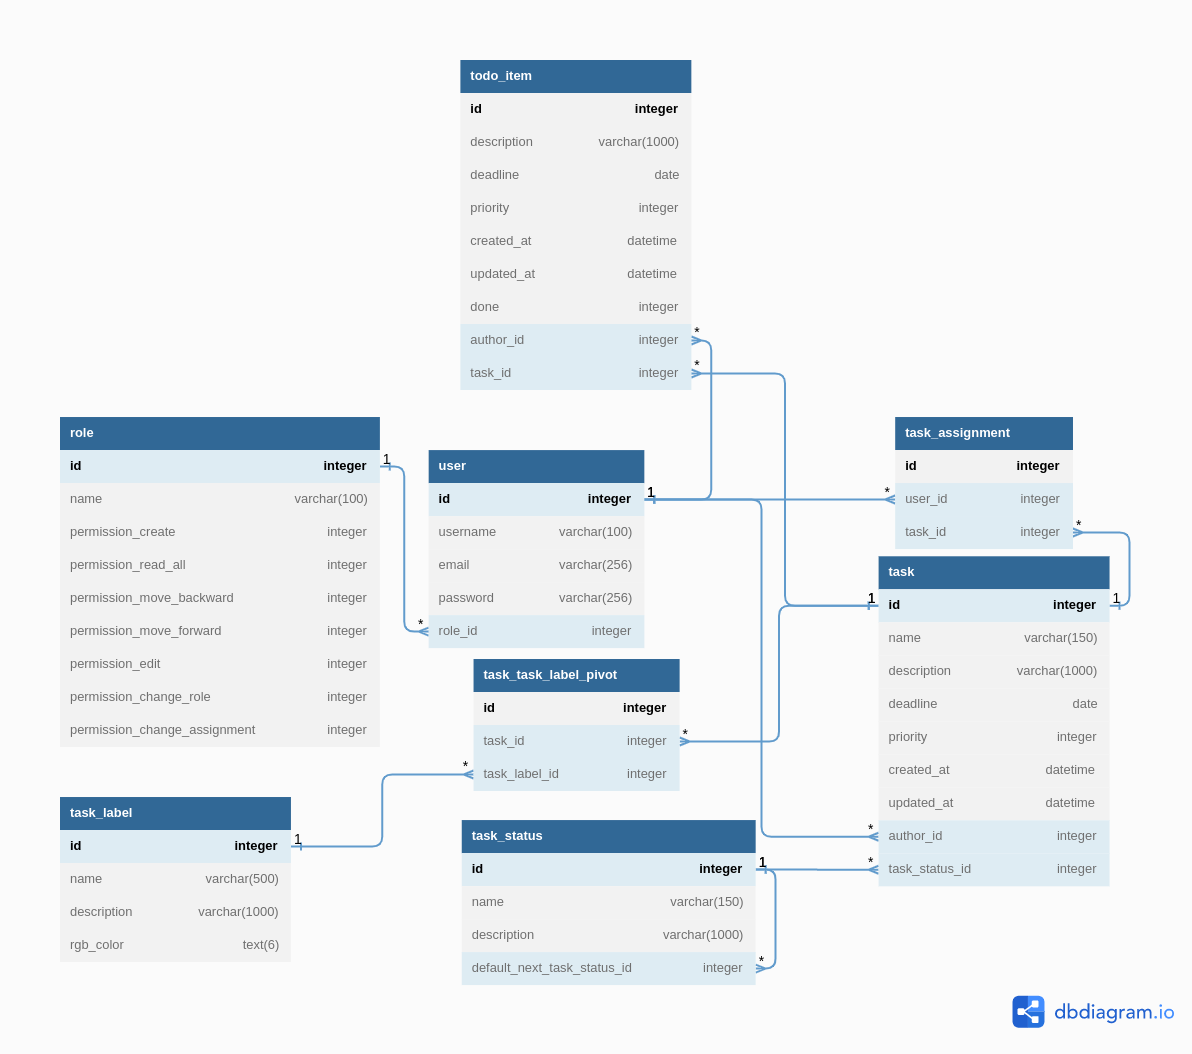 todo_item
id integer
description varchar(1000)
deadline date
priority integer
created_at datetime
updated_at datetime
done integer
author_id integer *
task_id integer *
role
id integer 1
name varchar(100)
permission_create integer
permission_read_all integer
permission_move_backward integer
permission_move_forward integer
permission_edit integer
permission_change_role integer
permission_change_assignment integer
user
id integer 1
username varchar(100)
email varchar(256)
password varchar(256)
* role_id integer
task_assignment
id integer
* user_id integer
task_id integer *
task
1 id integer 1
name varchar(150)
description varchar(1000)
deadline date
priority integer
created_at datetime
updated_at datetime
* author_id integer
* task_status_id integer
task_task_label_pivot
id integer
task_id integer *
* task_label_id integer
task_label
id integer 1
name varchar(500)
description varchar(1000)
rgb_color text(6)
task_status
id integer 1
name varchar(150)
description varchar(1000)
default_next_task_status_id integer *
dbdiagram.io